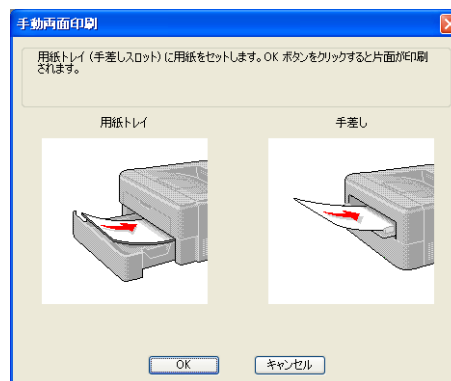 手動両面印刷
用紙トレイ (手差しスロット) に用紙をセットします。OK ボタンをクリックすると片面が印刷
されます。
用紙トレイ
手差し
OK
キャンセル